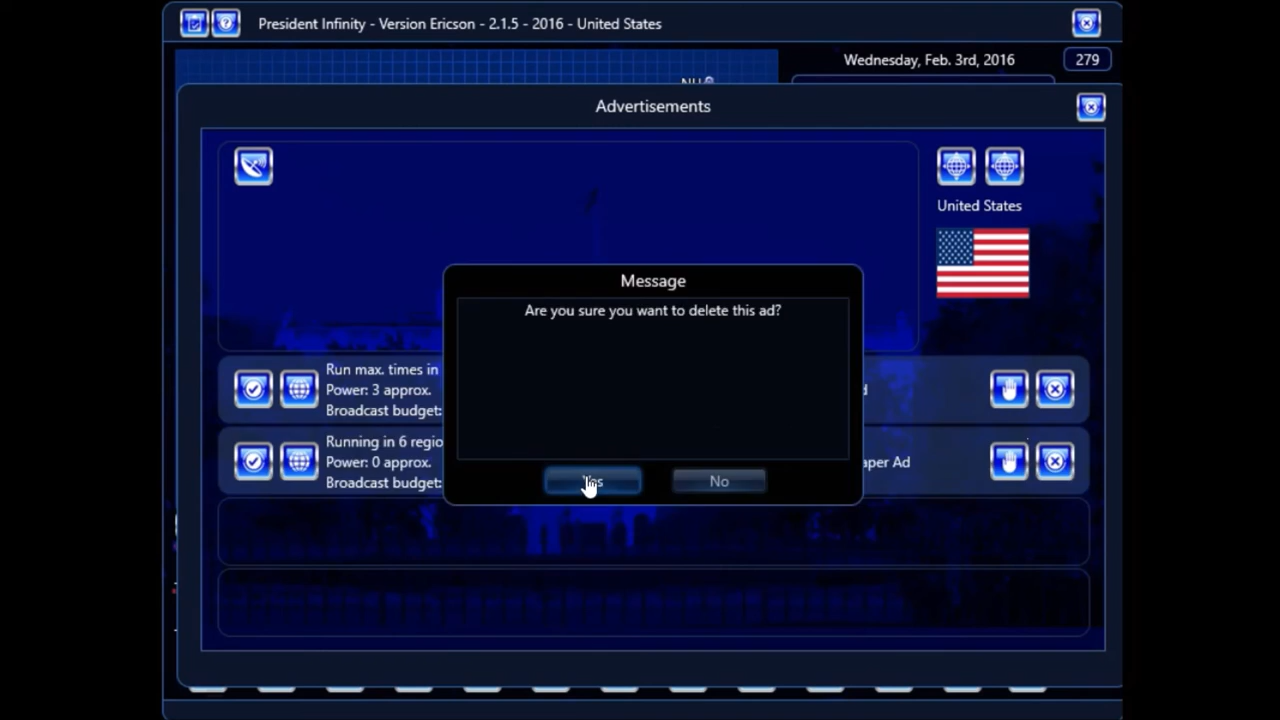 President Infinity - Version Ericson - 2.1.5 - 2016 - United States
Wednesday, Feb. 3rd, 2016
279
Advertisements
United States
Message
Are you sure you want to delete this ad?
Run max. times in
Power: 3 approx.
Broadcast budget:
Running in 6 regio
Power: 0 approx.
aper Ad
Broadcast budget:
Yes
No